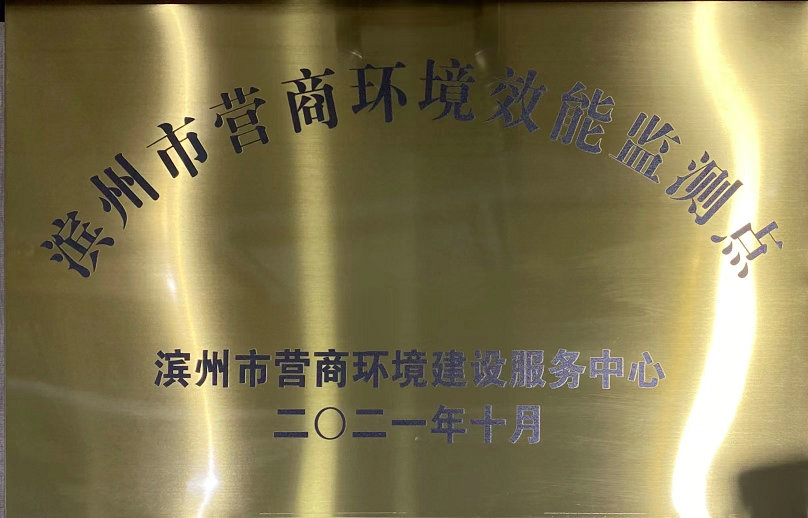 滨州市营商环境效能监测点
滨州市营商环境建设服务中心
二〇二一年十月